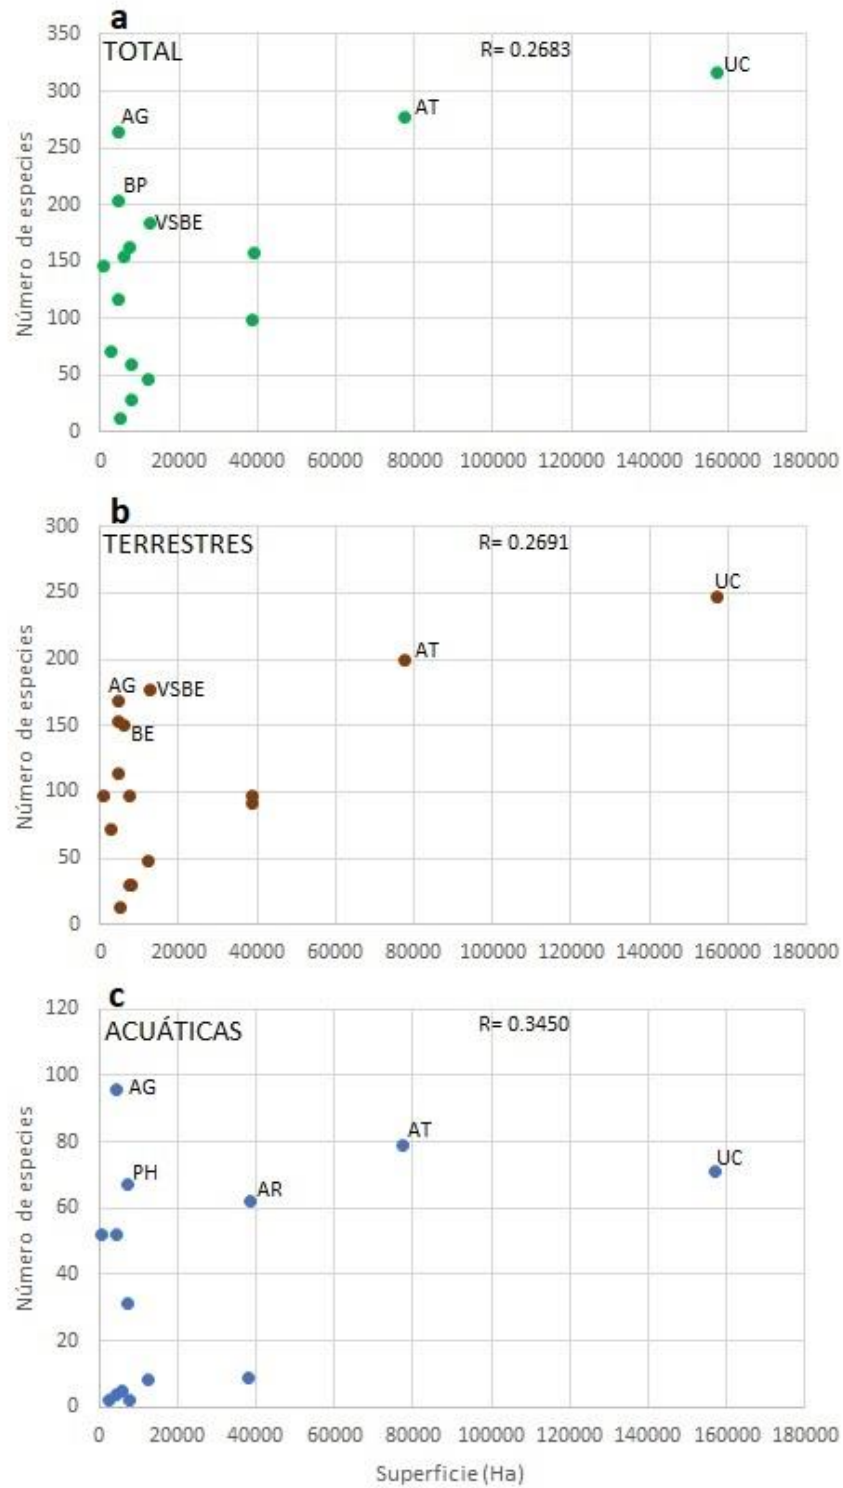 a
350
TOTAL
R= 0.2683
UC
300
AT
AG
250
BP
200
VSBE
150
100
50
0
Número de especies
0 20000 40000 60000 80000 100000 120000 140000 160000 180000
b
300
TERRESTRES
R= 0.2691
UC
250
AT
200
AG
VSBE
150
BE
100
50
0
Número de especies
0 20000 40000 60000 80000 100000 120000 140000 160000 180000
c
120
ACUÁTICAS
R= 0.3450
100
AG
AT
80
PH
UC
AR
60
40
20
0
Número de especies
0 20000 40000 60000 80000 100000 120000 140000 160000 180000
Superficie (Ha)